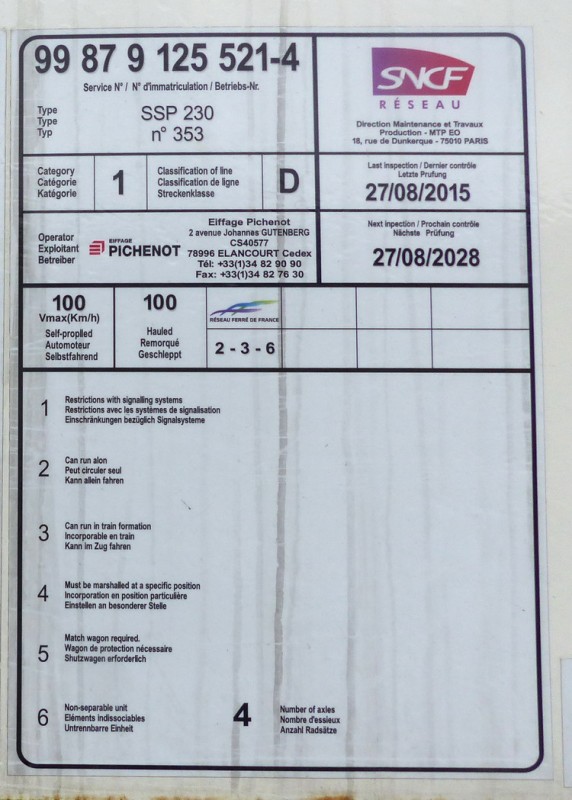 99 87 9 125 521-4
Service N° / N° d'immatriculation / Betriebs-Nr.
Type
Type
Typ
SSP 230
n° 353
SNCF
RÉSEAU
Direction Maintenance et Travaux
Production - MTP EO
18, rue de Dunkerque - 75010 PARIS
Category
Catégorie
Katégorie
1
Classification of line
Classification de ligne
Streckenklasse
D
Last inspection / Dernier contrôle
Letzte Prufung
27/08/2015
Operator
Exploitant
Betreiber
EIFFAGE
PICHENOT
Eiffage Pichenot
2 avenue Johannas GUTENBERG
CS40577
78996 ELANCOURT Cedex
Tél: +33(1)34 82 90 90
Fax: +33(1)34 82 76 30
Next inpection / Prochain contrôle
Nächste Prüfung
27/08/2028
100
Vmax(Km/h)
Self-proplled
Automoteur
Selbstfahrend
100
Hauled
Remorqué
Geschleppt
RÉSEAU FERRÉ DE FRANCE
2 - 3 - 6
1
Restrictions with signalling systems
Restrictions avec les systèmes de signalisation
Einschränkungen bezüglich Signalsysteme
2
Can run alon
Peut circuler seul
Kann allein fahren
3
Can run in train formation
Incorporable en train
Kann im Zug fahren
4
Must be marshalled at a specific position
Incorporation en position particulière
Einstellen an besonderer Stelle
5
Match wagon required.
Wagon de protection nécessaire
Shutzwagen erforderlich
6
Non-separable unit
Eléments indissociables
Untrennbarre Einheit
4
Number of axles
Nombre d'essieux
Anzahl Radsätze